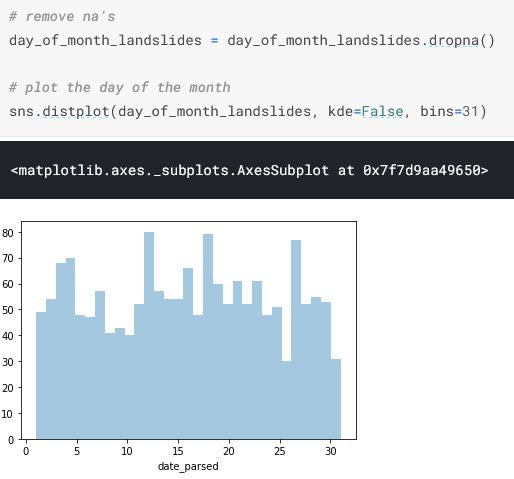 # remove na's
day_of_month_landslides = day_of_month_landslides.dropna()
# plot the day of the month
sns.distplot(day_of_month_landslides, kde=False, bins=31)
<matplotlib.axes._subplots.AxesSubplot at 0x7f7d9aa49650>
80
70
60
50
40
30
20
10
0
0 5 10 15 20 25 30
date_parsed